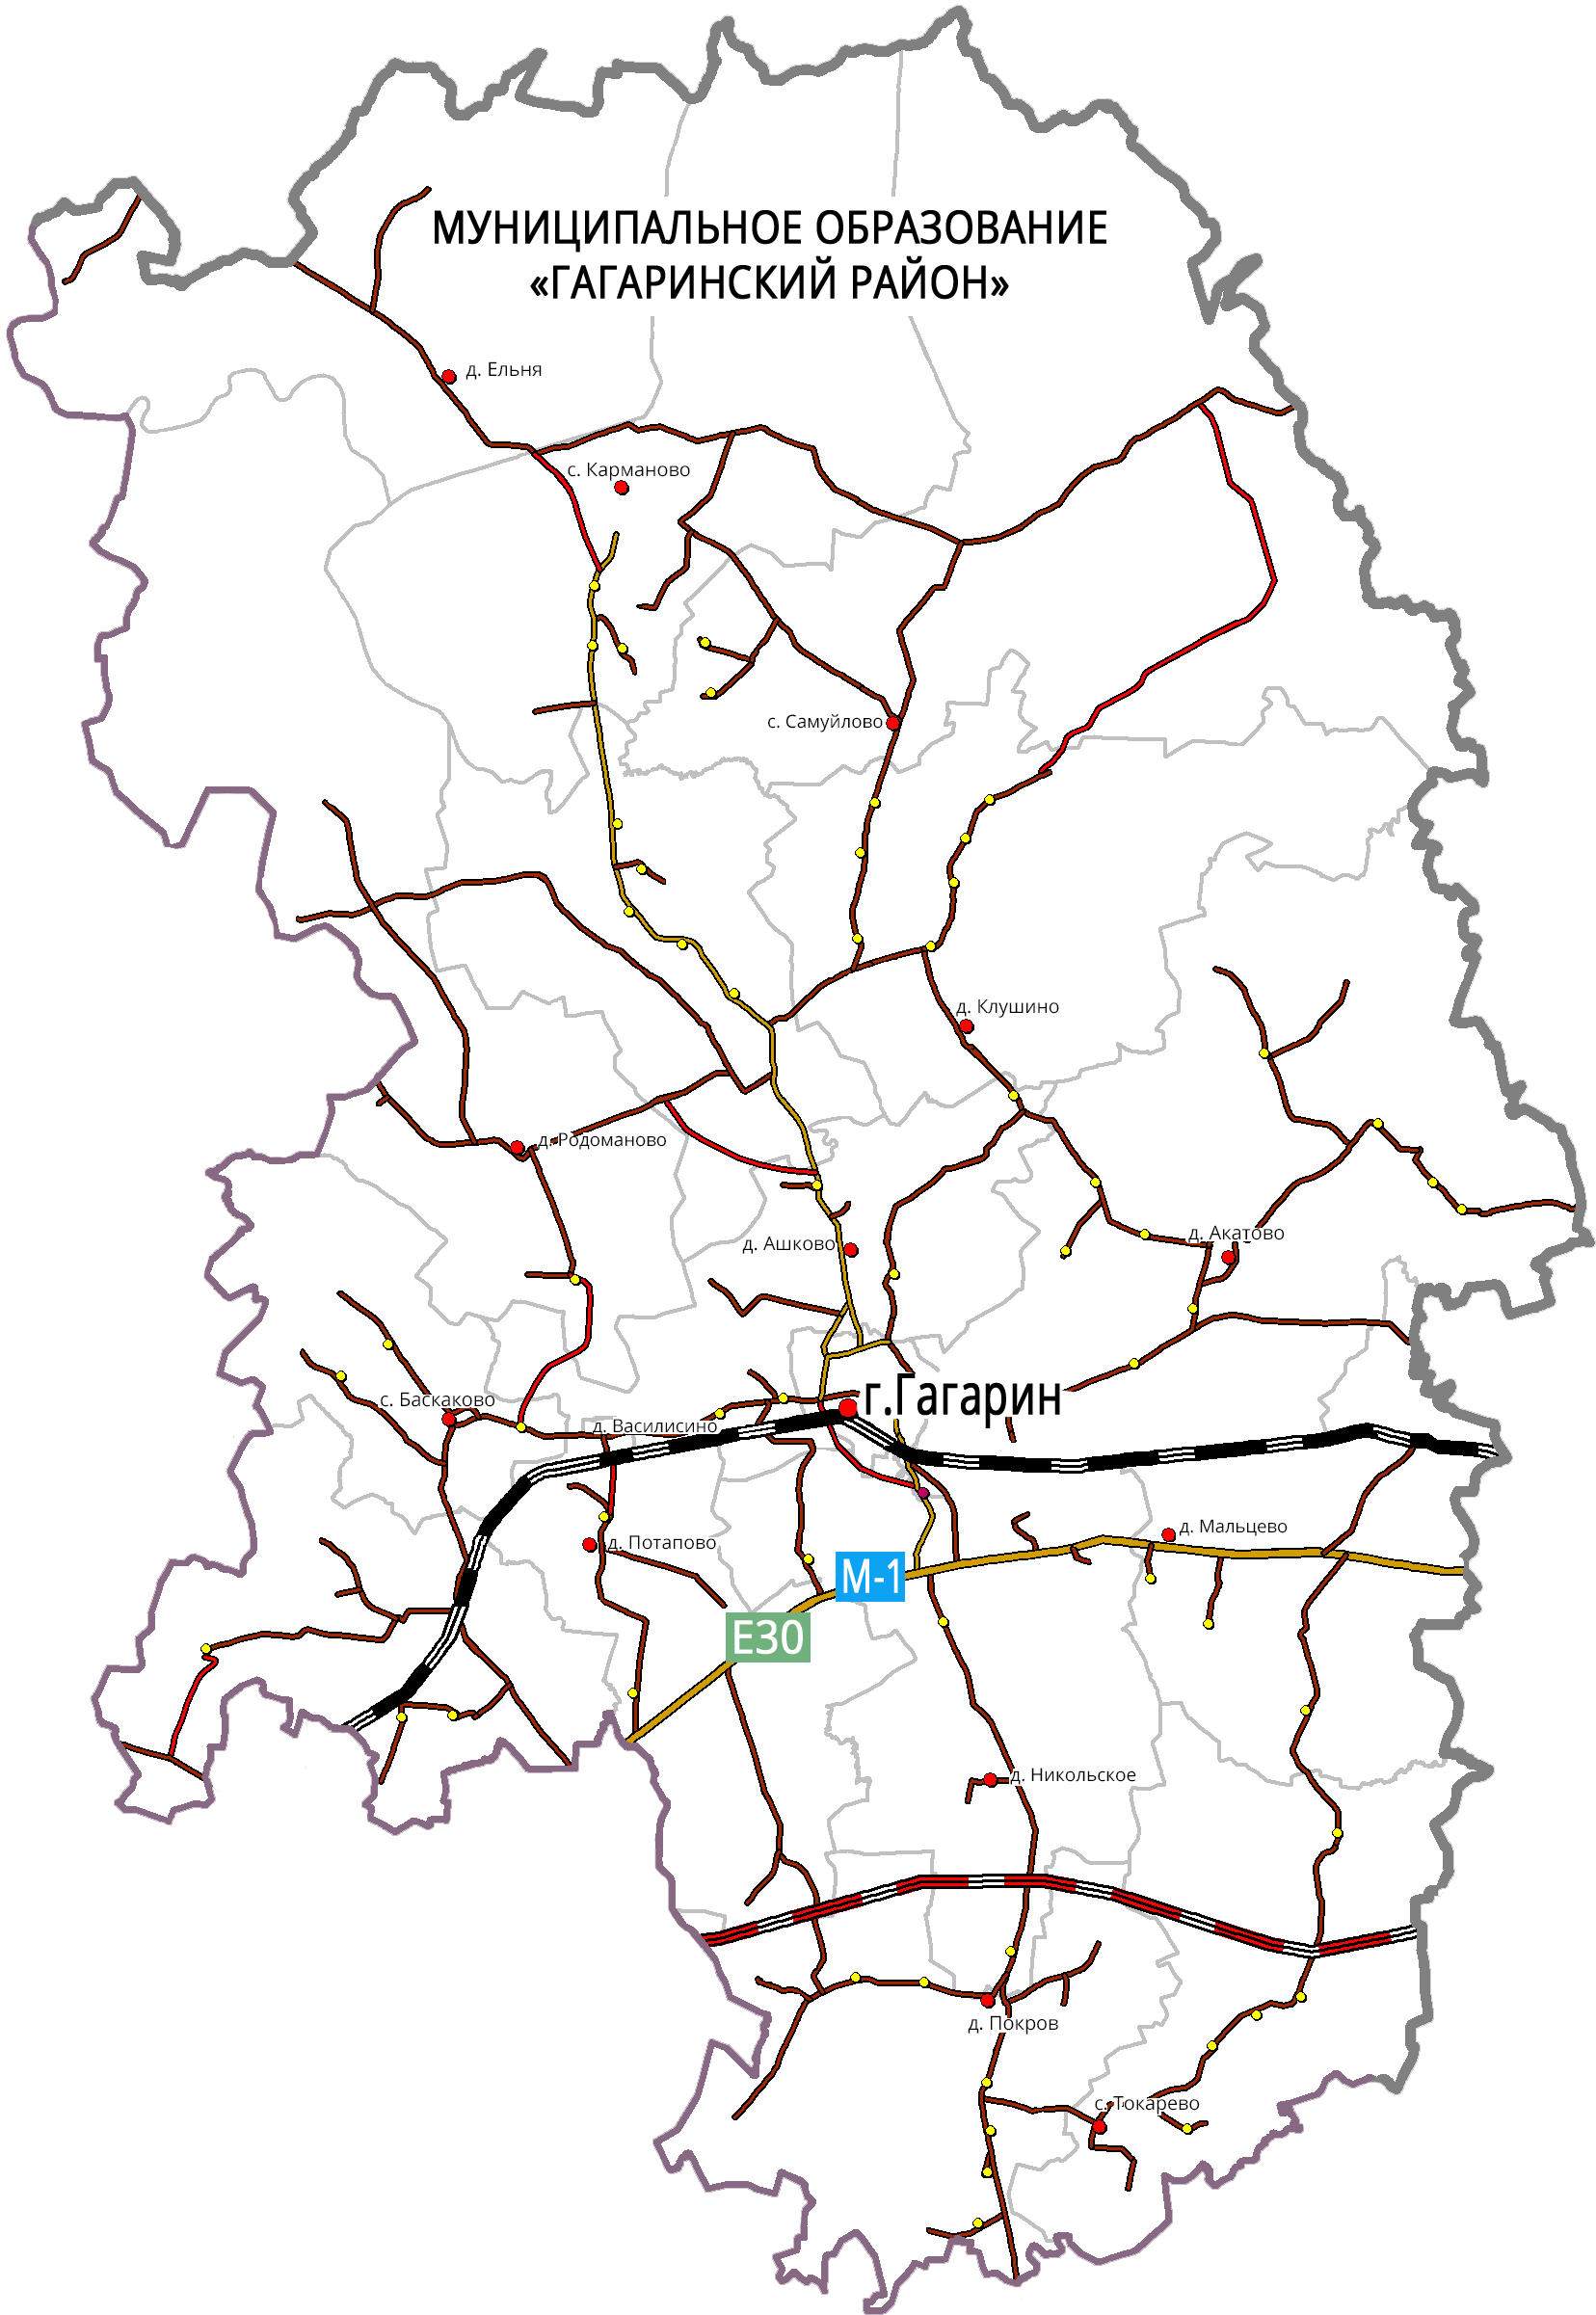 МУНИЦИПАЛЬНОЕ ОБРАЗОВАНИЕ
«ГАГАРИНСКИЙ РАЙОН»
д. Ельня
с. Карманово
с. Самуйлово
д. Клушино
д. Родоманово
д. Акатово
д. Ашково
г.Гагарин
с. Баскаково
д. Василисино
д. Мальцево
д. Потапово
М-1
Е30
д. Никольское
д. Покров
с. Токарево